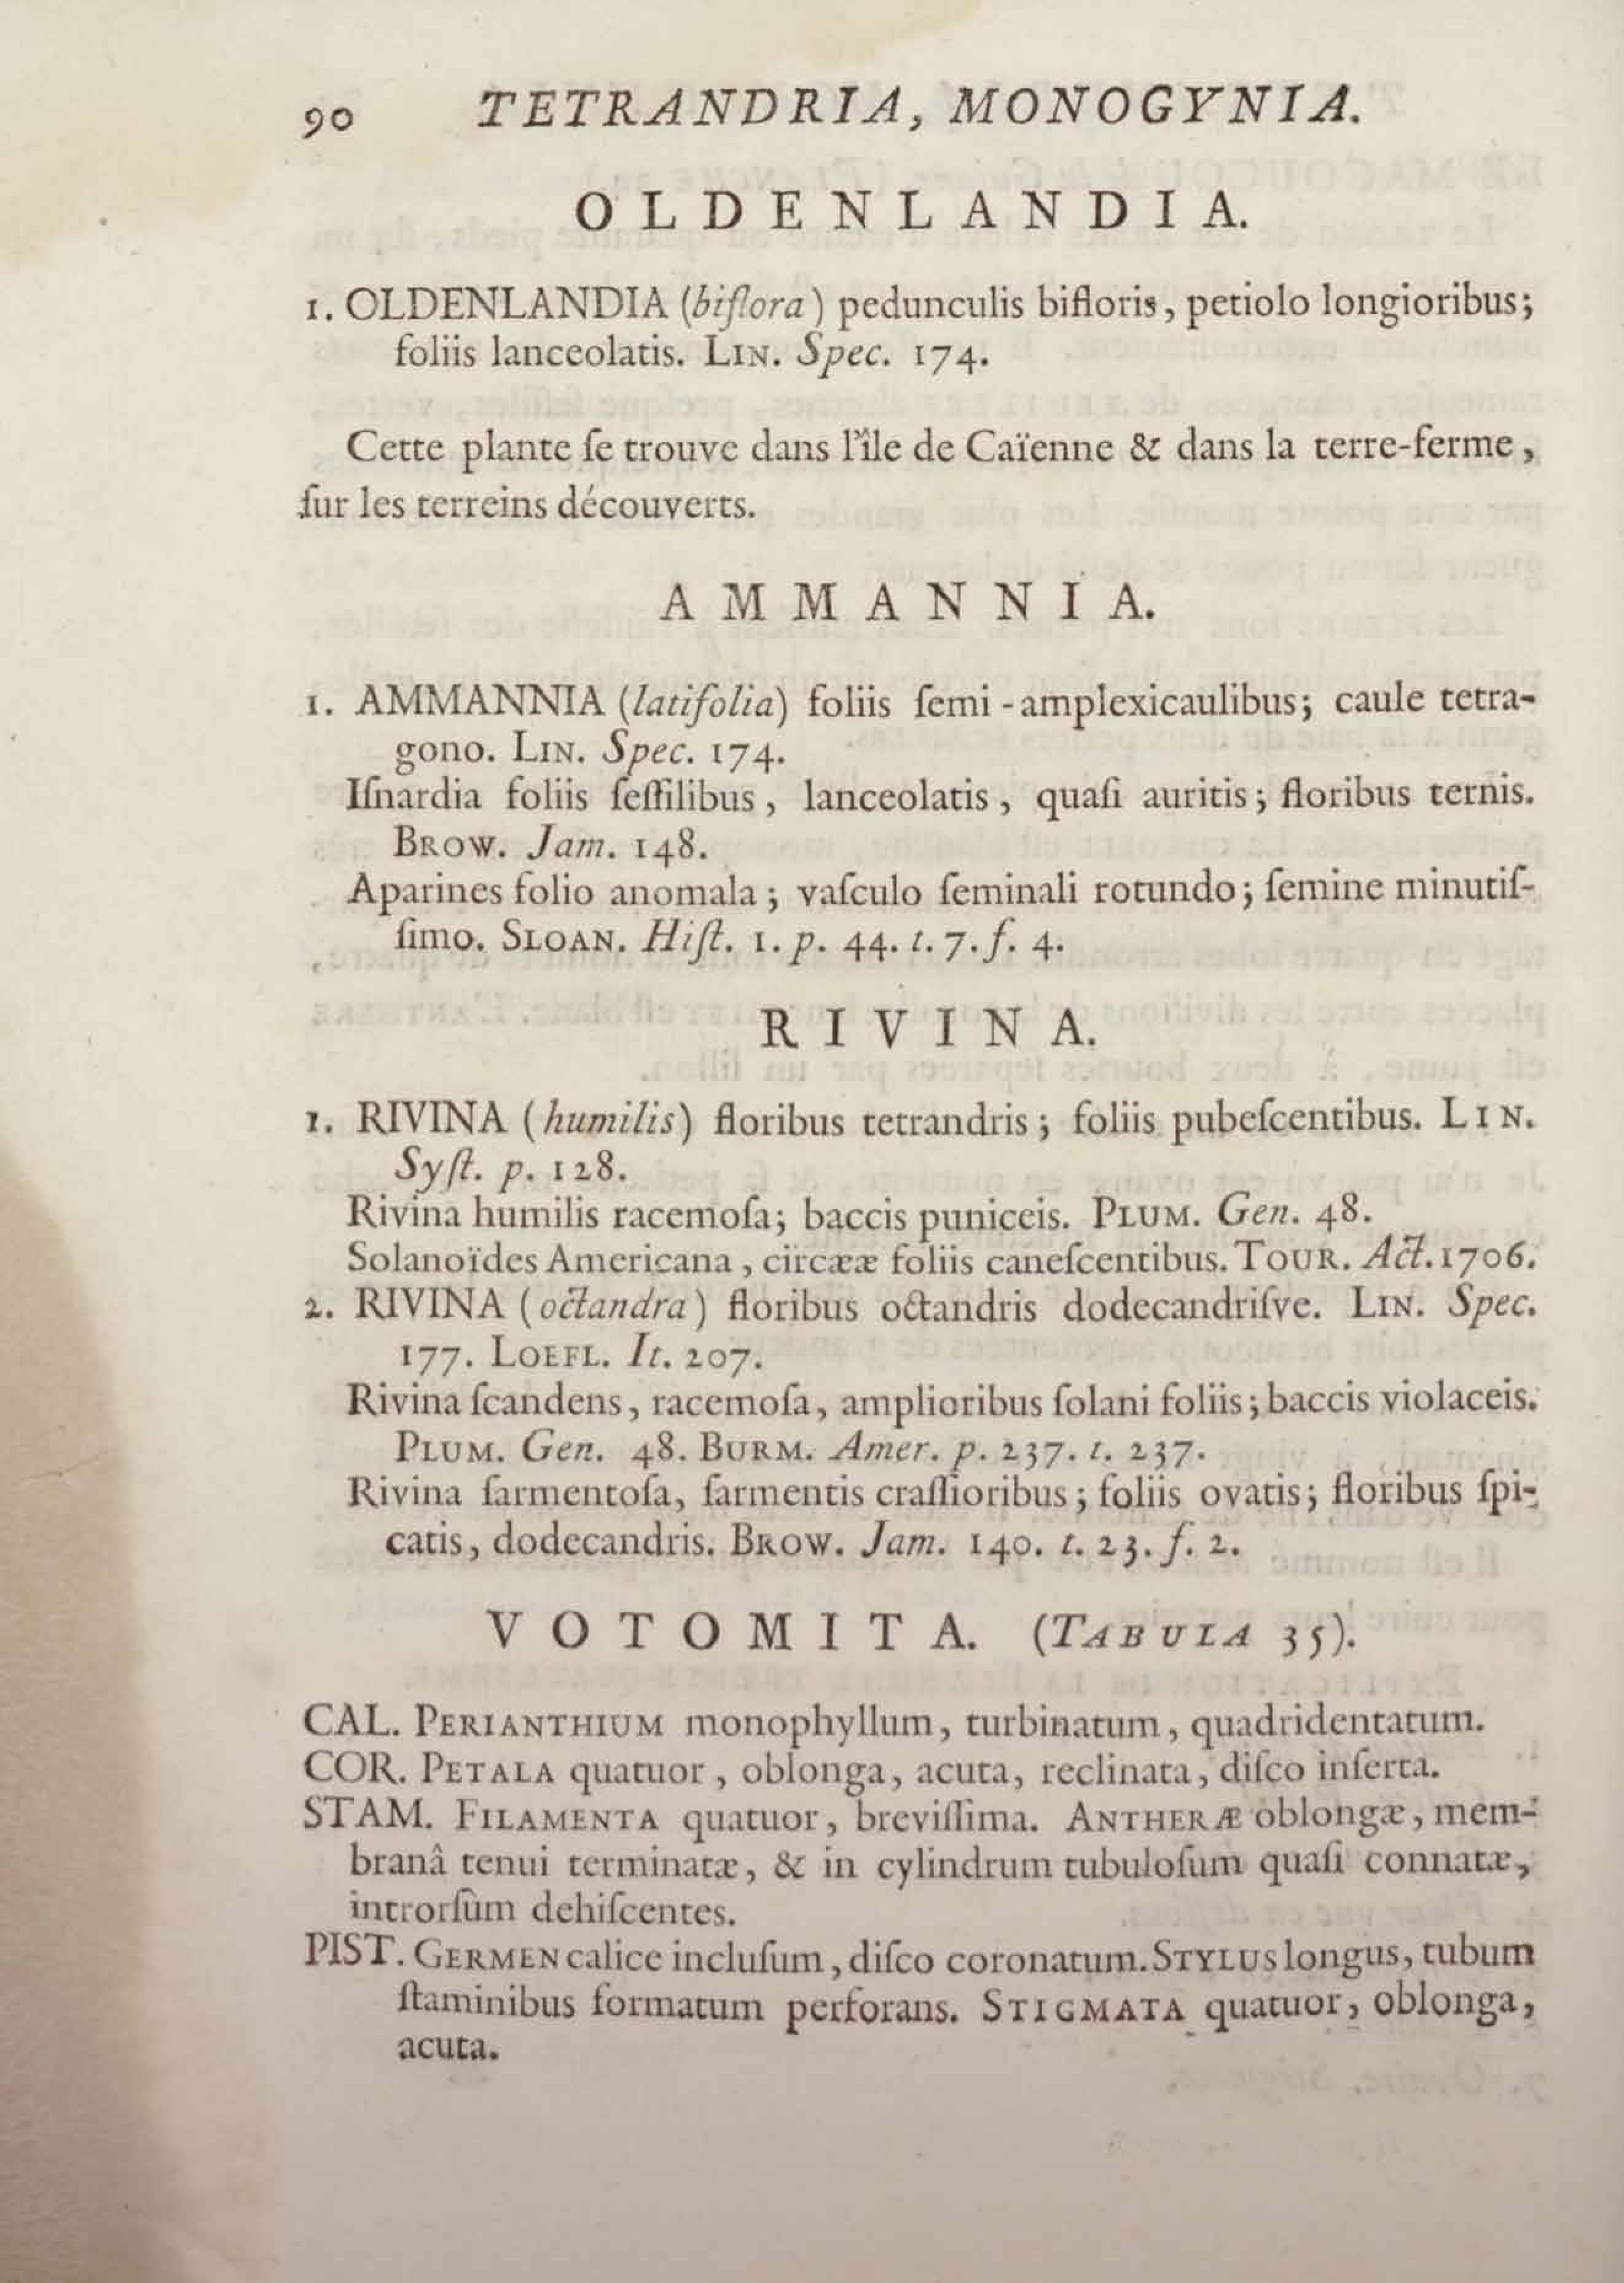 90 TETRANDRIA, MONOGYNIA.
OLDENLANDIA.
1. OLDENLANDIA (biflora) pedunculis bifloris, petiolo longioribus;
foliis lanceolatis. LIN. Spec. 174.
Cette plante ſe trouve dans l'île de Caïenne & dans la terre-ferme,
ſur les terreins découverts.
AMMANNIA.
1. AMMANNIA (latifolia) foliis ſemi-amplexicaulibus; caule tetra-
gono. LIN. Spec. 174.
Iſnardia foliis ſeſſilibus, lanceolatis, quaſi auritis; floribus ternis.
BROW. Jam. 148.
Aparines folio anomala; vaſculo ſeminali rotundo; ſemine minutiſ-
ſimo. SLOAN. Hiſt. 1. p. 44. t. 7. f. 4.
RIVINA.
1. RIVINA (humilis) floribus tetrandris; foliis pubeſcentibus. LIN.
Syſt. p. 128.
Rivina humilis racemoſa; baccis puniceis. PLUM. Gen. 48.
Solanoïdes Americana, circææ foliis caneſcentibus. TOUR. Act. 1706.
2. RIVINA (octandra) floribus octandris dodecandriſve. LIN. Spec.
177. LOEFL. It. 207.
Rivina ſcandens, racemoſa, amplioribus ſolani foliis; baccis violaceis.
PLUM. Gen. 48. BURM. Amer. p. 237. t. 237.
Rivina ſarmentoſa, ſarmentis craſſioribus; foliis ovatis; floribus ſpi-
catis, dodecandris. BROW. Jam. 140. t. 23. f. 2.
VOTOMITA. (TABULA 35).
CAL. PERIANTHIUM monophyllum, turbinatum, quadridentatum.
COR. PETALA quatuor, oblonga, acuta, reclinata, diſco inſerta.
STAM. FILAMENTA quatuor, breviſſima. ANTHERÆ oblongæ, mem-
branâ tenui terminatæ, & in cylindrum tubuloſum quaſi connatæ,
introrſùm dehiſcentes.
PIST. GERMEN calice incluſum, diſco coronatum. STYLUS longus, tubum
ſtaminibus formatum perforans. STIGMATA quatuor, oblonga,
acuta.